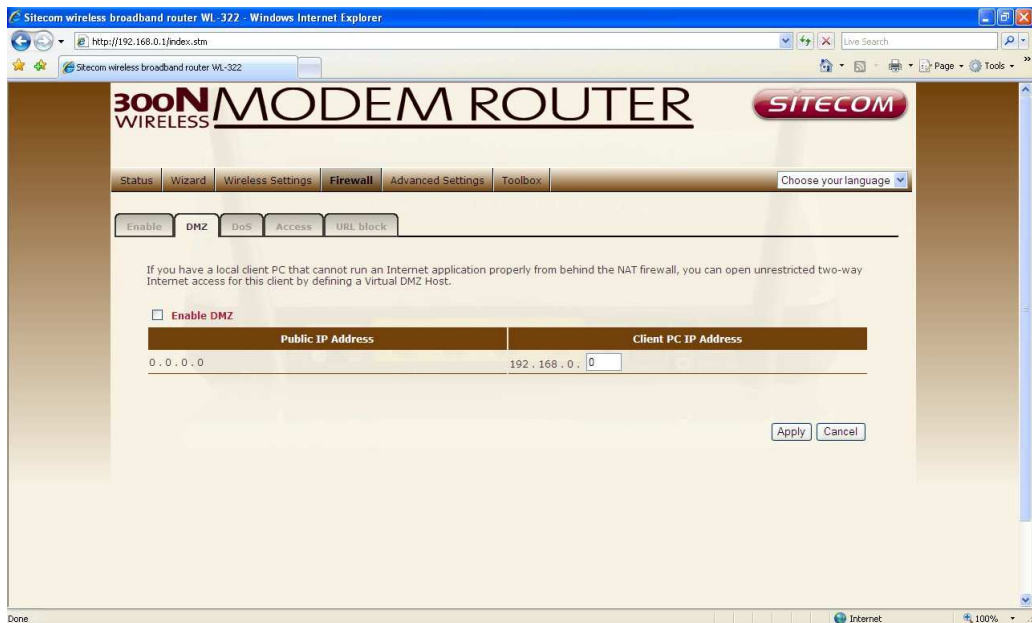 Sitecom wireless broadband router WL-322 - Windows Internet Explorer
http://192.168.0.1/index.stm
Live Search
Sitecom wireless broadband router WL-322
Page
Tools
300N
WIRELESS
MODEM ROUTER
SITECOM
Status
Wizard
Wireless Settings
Firewall
Advanced Settings
Toolbox
Choose your language
Enable
DMZ
DoS
Access
URL block
If you have a local client PC that cannot run an Internet application properly from behind the NAT firewall, you can open unrestricted two-way
Internet access for this client by defining a Virtual DMZ Host.
Enable DMZ
Public IP Address
Client PC IP Address
0.0.0.0
192.168.0. 0
Apply
Cancel
Done
Internet
100%